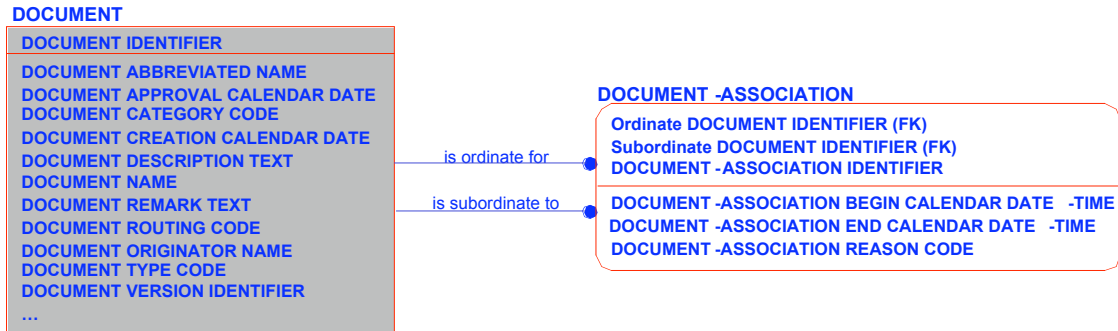 DOCUMENT
DOCUMENT IDENTIFIER
DOCUMENT ABBREVIATED NAME
DOCUMENT APPROVAL CALENDAR DATE
DOCUMENT CATEGORY CODE
DOCUMENT CREATION CALENDAR DATE
DOCUMENT DESCRIPTION TEXT
DOCUMENT NAME
DOCUMENT REMARK TEXT
DOCUMENT ROUTING CODE
DOCUMENT ORIGINATOR NAME
DOCUMENT TYPE CODE
DOCUMENT VERSION IDENTIFIER
…
is ordinate for
is subordinate to
DOCUMENT -ASSOCIATION
Ordinate DOCUMENT IDENTIFIER (FK)
Subordinate DOCUMENT IDENTIFIER (FK)
DOCUMENT -ASSOCIATION IDENTIFIER
DOCUMENT -ASSOCIATION BEGIN CALENDAR DATE -TIME
DOCUMENT -ASSOCIATION END CALENDAR DATE -TIME
DOCUMENT -ASSOCIATION REASON CODE